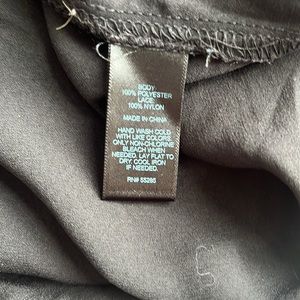 BODY
100% POLYESTER
LACE:
100% NYLON
MADE IN CHINA
HAND WASH COLD
WITH LIKE COLORS.
ONLY NON-CHLORINE
BLEACH WHEN
NEEDED. LAY FLAT TO
DRY. COOL IRON
IF NEEDED.
RN# 55285